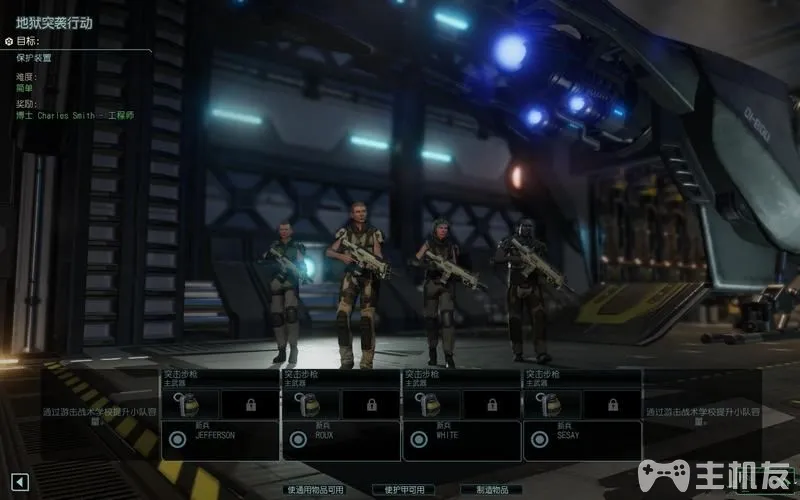 地狱突袭行动
目标:
保护装置
难度:
简单
奖励:
博士 Charles Smith - 工程师
突击步枪
主武器
突击步枪
主武器
突击步枪
主武器
突击步枪
主武器
通过游击战术学校提升小队容量。
新兵
JEFFERSON
新兵
ROUX
新兵
WHITE
新兵
SESAY
通过游击战术学校提升小队容量。
使通用物品可用
使护甲可用
制造物品
主机友